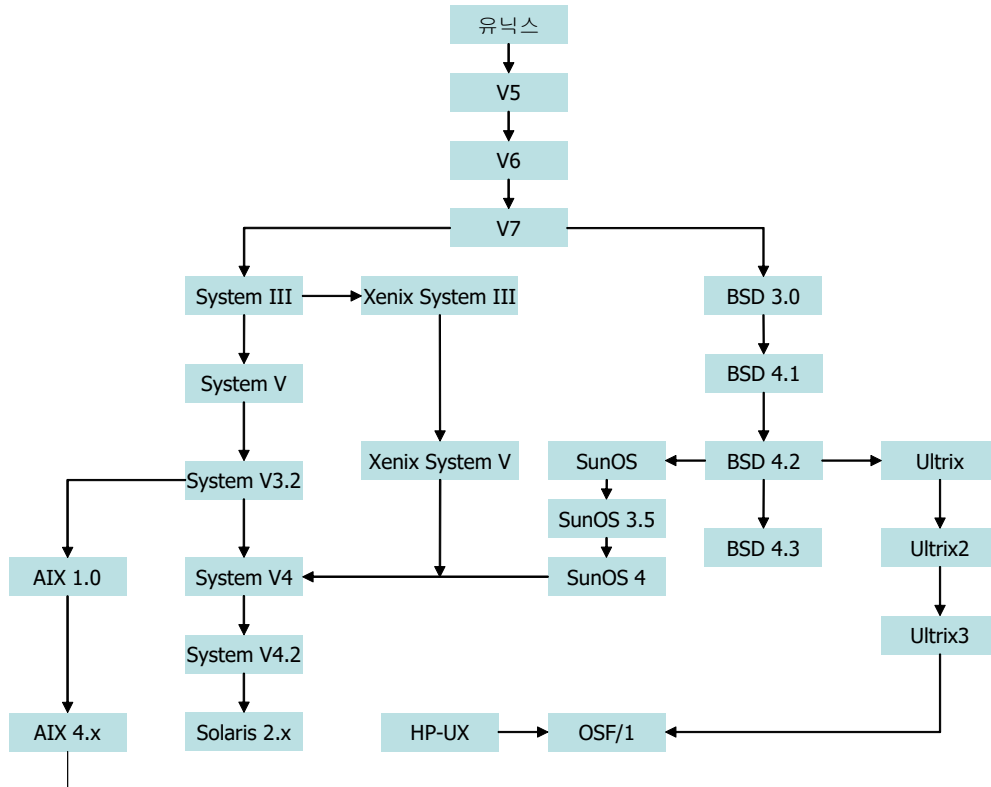 유닉스
V5
V6
V7
System III
Xenix System III
BSD 3.0
System V
BSD 4.1
System V3.2
Xenix System V
SunOS
BSD 4.2
Ultrix
SunOS 3.5
BSD 4.3
Ultrix2
AIX 1.0
System V4
SunOS 4
System V4.2
Ultrix3
AIX 4.x
Solaris 2.x
HP-UX
OSF/1